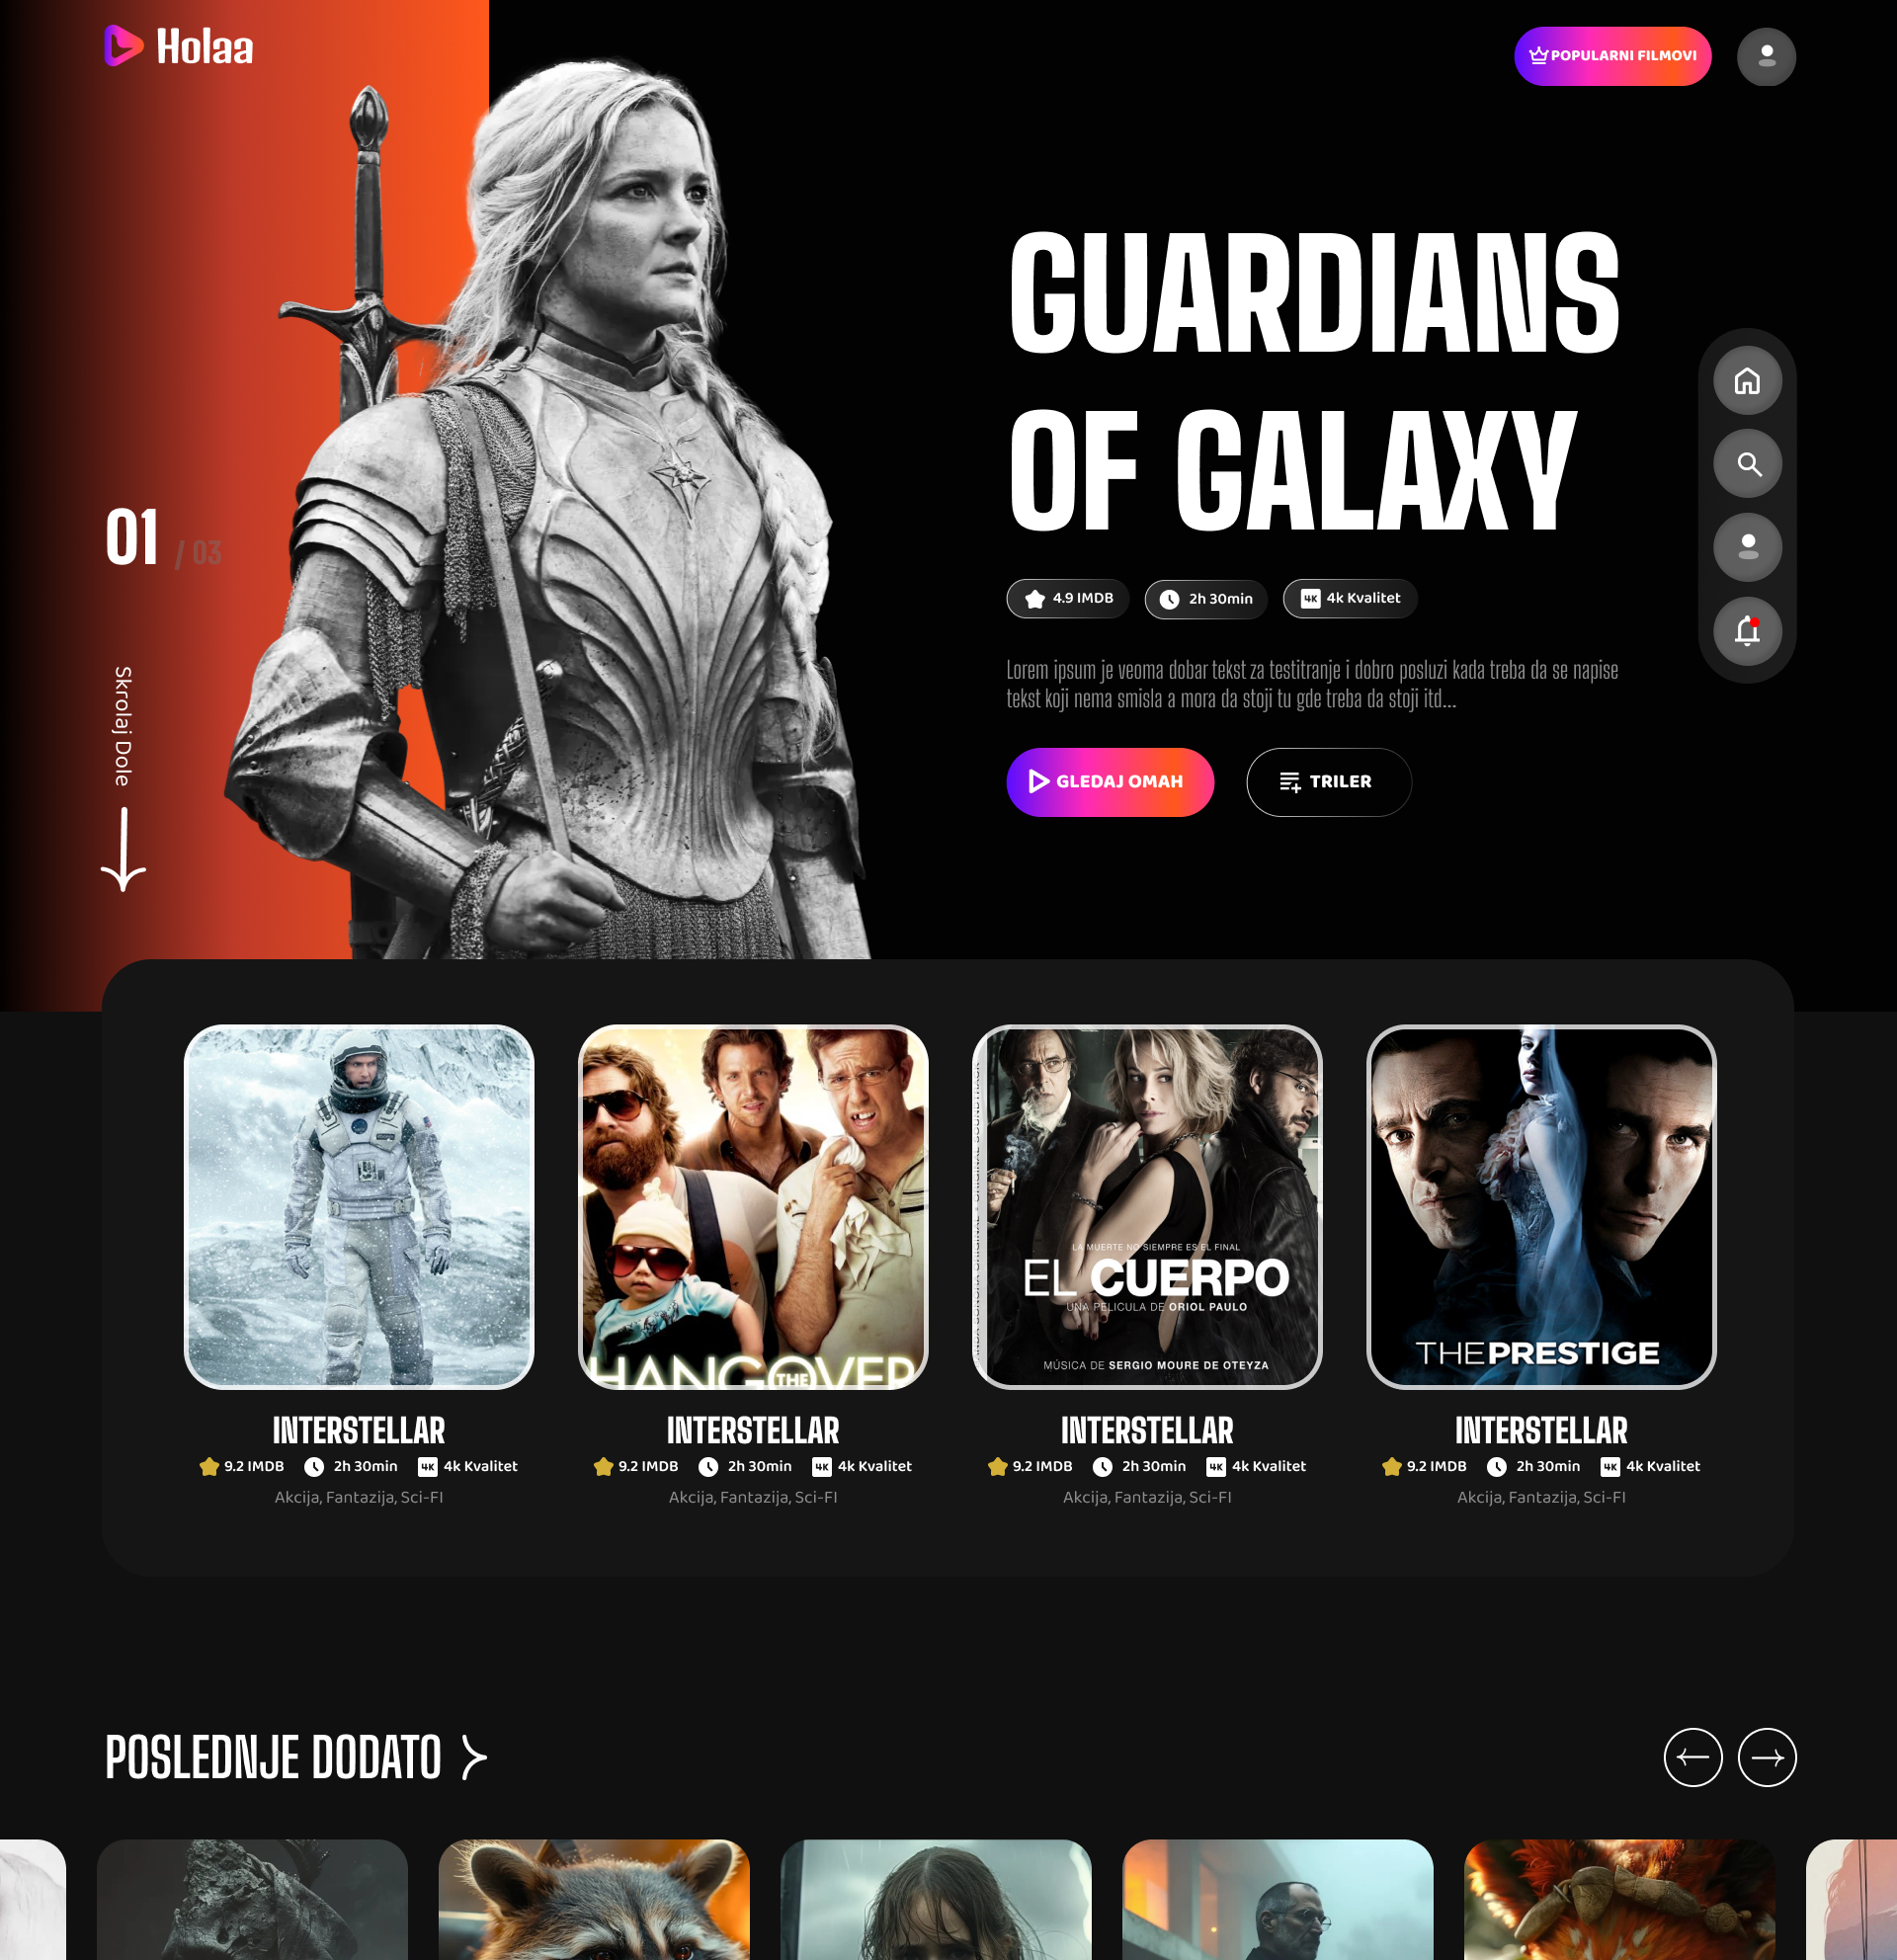 Holaa
POPULARNI FILMOVI
GUARDIANS
OF GALAXY
01 / 03
4.9 IMDB
2h 30min
4K 4k Kvalitet
Lorem ipsum je veoma dobar tekst za testitranje i dobro posluzi kada treba da se napise
tekst koji nema smisla a mora da stoji tu gde treba da stoji itd...
Skrolaj Dole
GLEDAJ OMAH
TRILER
THE
HANGOVER
LA MUERTE NO SIEMPRE ES EL FINAL
EL CUERPO
UNA PELICULA DE ORIOL PAULO
MÚSICA DE SERGIO MOURE DE OTEYZA
THE PRESTIGE
INTERSTELLAR
9.2 IMDB 2h 30min 4K 4k Kvalitet
Akcija, Fantazija, Sci-FI
INTERSTELLAR
9.2 IMDB 2h 30min 4K 4k Kvalitet
Akcija, Fantazija, Sci-FI
INTERSTELLAR
9.2 IMDB 2h 30min 4K 4k Kvalitet
Akcija, Fantazija, Sci-FI
INTERSTELLAR
9.2 IMDB 2h 30min 4K 4k Kvalitet
Akcija, Fantazija, Sci-FI
POSLEDNJE DODATO